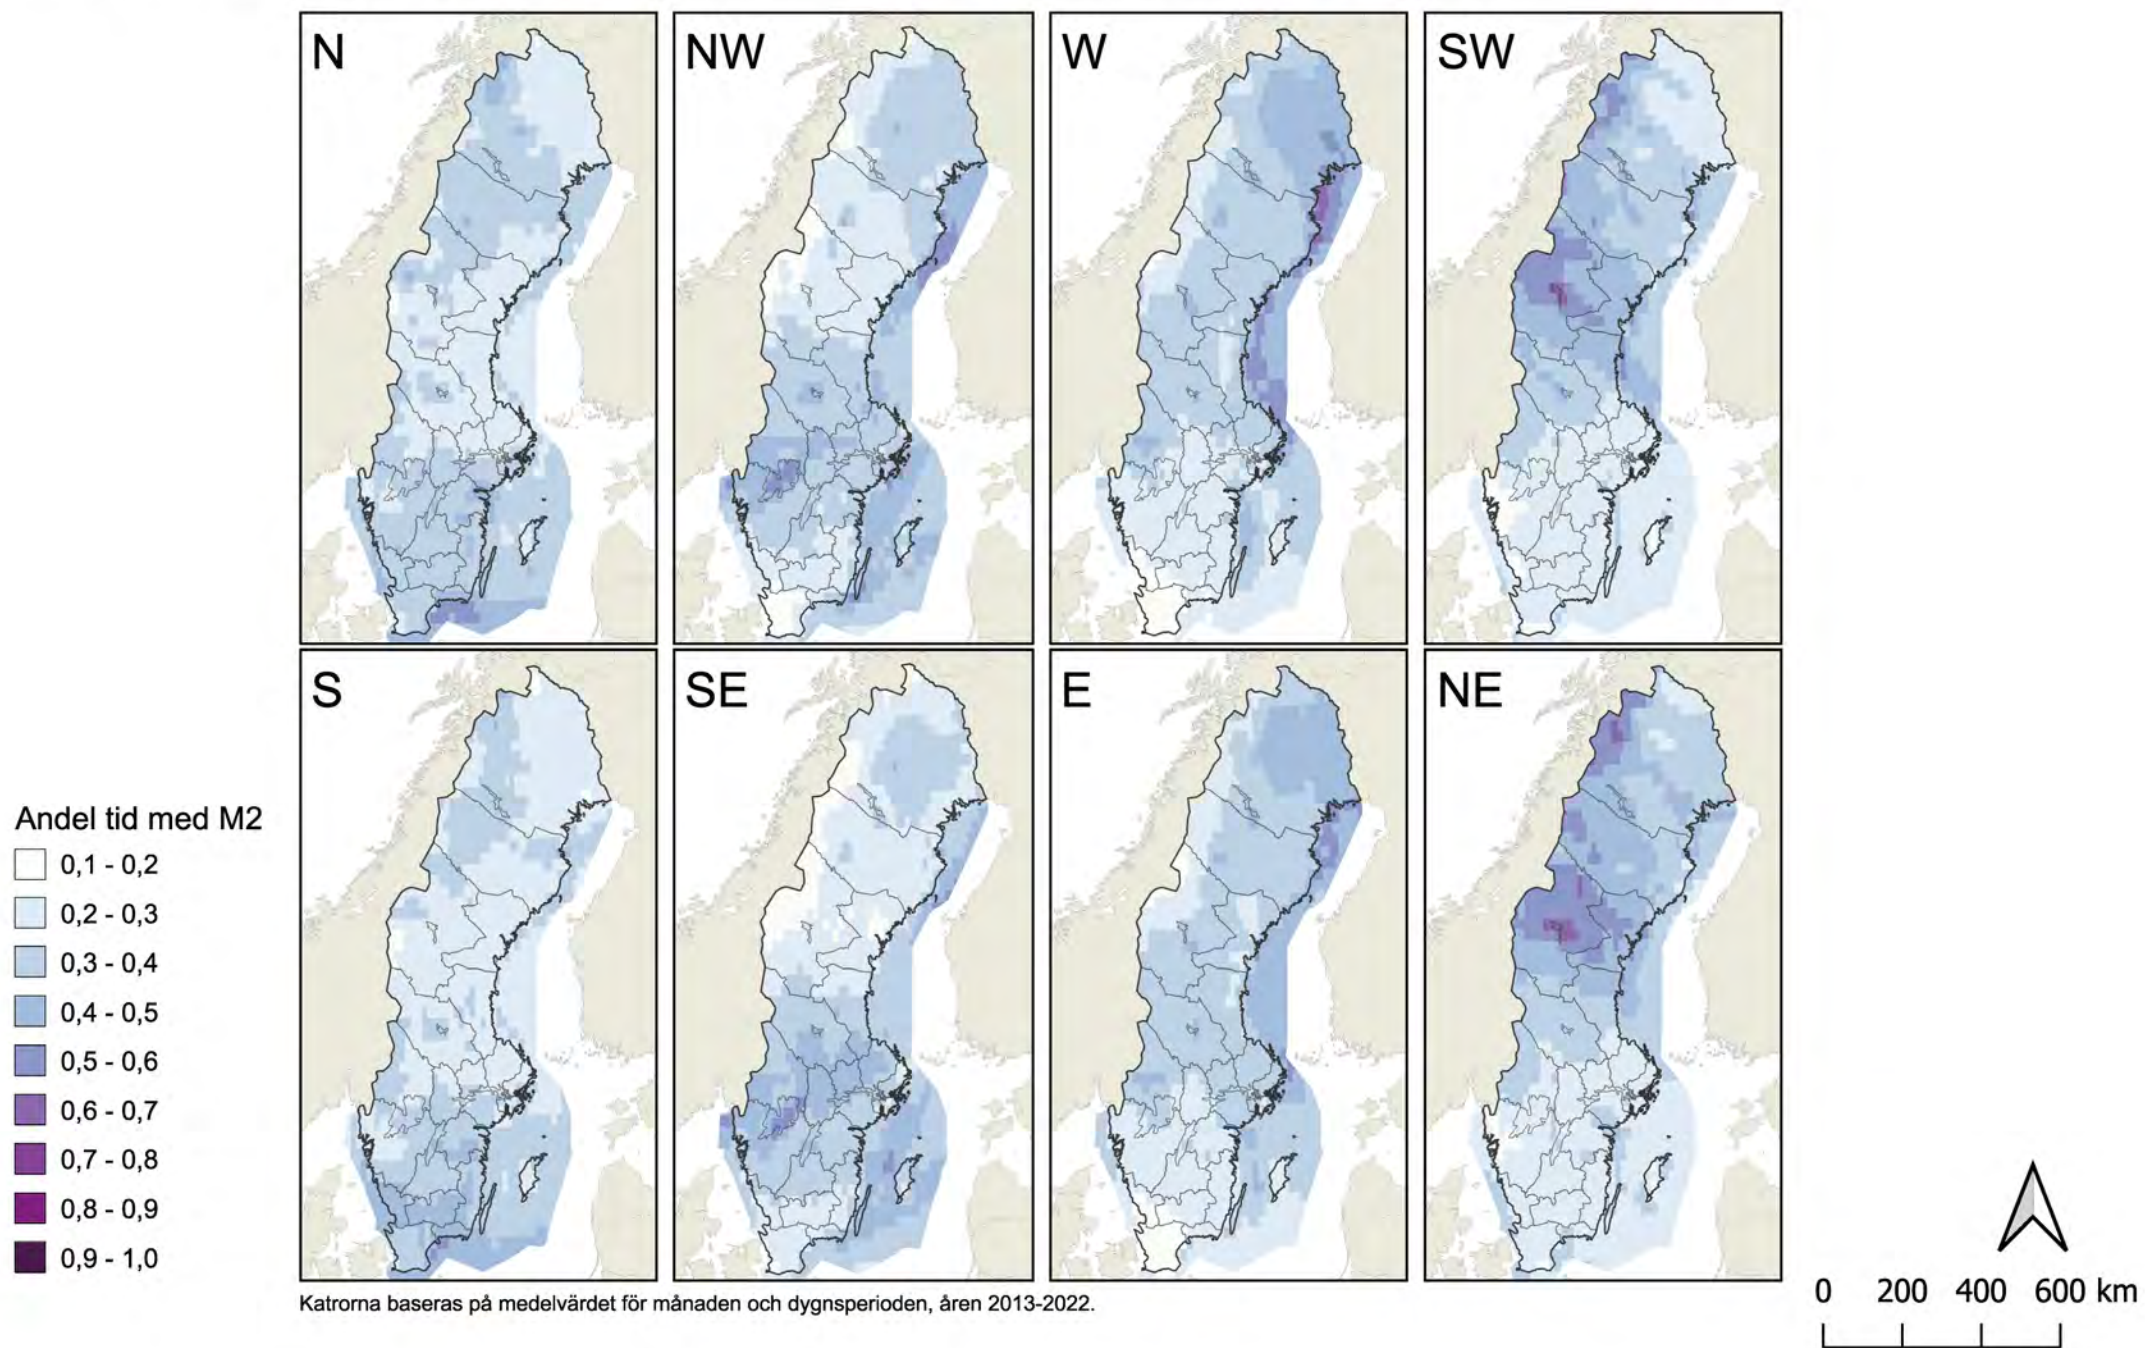 N
NW
W
SW
S
SE
E
NE
Andel tid med M2
0,1 - 0,2
0,2 - 0,3
0,3 - 0,4
0,4 - 0,5
0,5 - 0,6
0,6 - 0,7
0,7 - 0,8
0,8 - 0,9
0,9 - 1,0
Katrorna baseras på medelvärdet för månaden och dygnsperioden, åren 2013-2022.
0 200 400 600 km